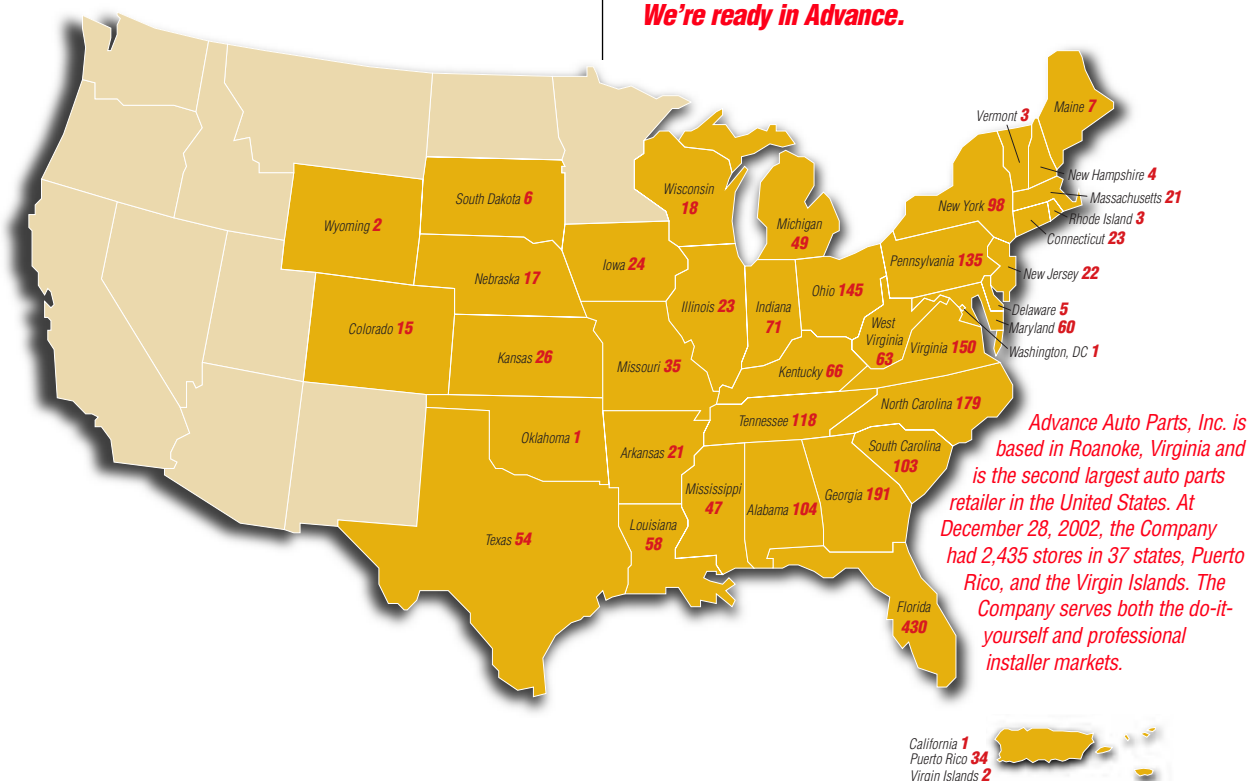 We're ready in Advance.
Maine 7
Vermont 3
New Hampshire 4
Massachusetts 21
New York 98
Rhode Island 3
Connecticut 23
Wisconsin
18
South Dakota 6
Michigan
49
Wyoming 2
Pennsylvania 135
New Jersey 22
Iowa 24
Nebraska 17
Ohio 145
Illinois 23
Indiana
71
Delaware 5
Maryland 60
Colorado 15
West
Virginia
63
Virginia 150
Washington, DC 1
Kansas 26
Missouri 35
Kentucky 66
North Carolina 179
Tennessee 118
Oklahoma 1
Arkansas 21
South Carolina
103
Mississippi
47
Alabama 104
Georgia 191
Texas 54
Louisiana
58
Florida
430
Advance Auto Parts, Inc. is
based in Roanoke, Virginia and
is the second largest auto parts
retailer in the United States. At
December 28, 2002, the Company
had 2,435 stores in 37 states, Puerto
Rico, and the Virgin Islands. The
Company serves both the do-it-
yourself and professional
installer markets.
California 1
Puerto Rico 34
Virgin Islands 2